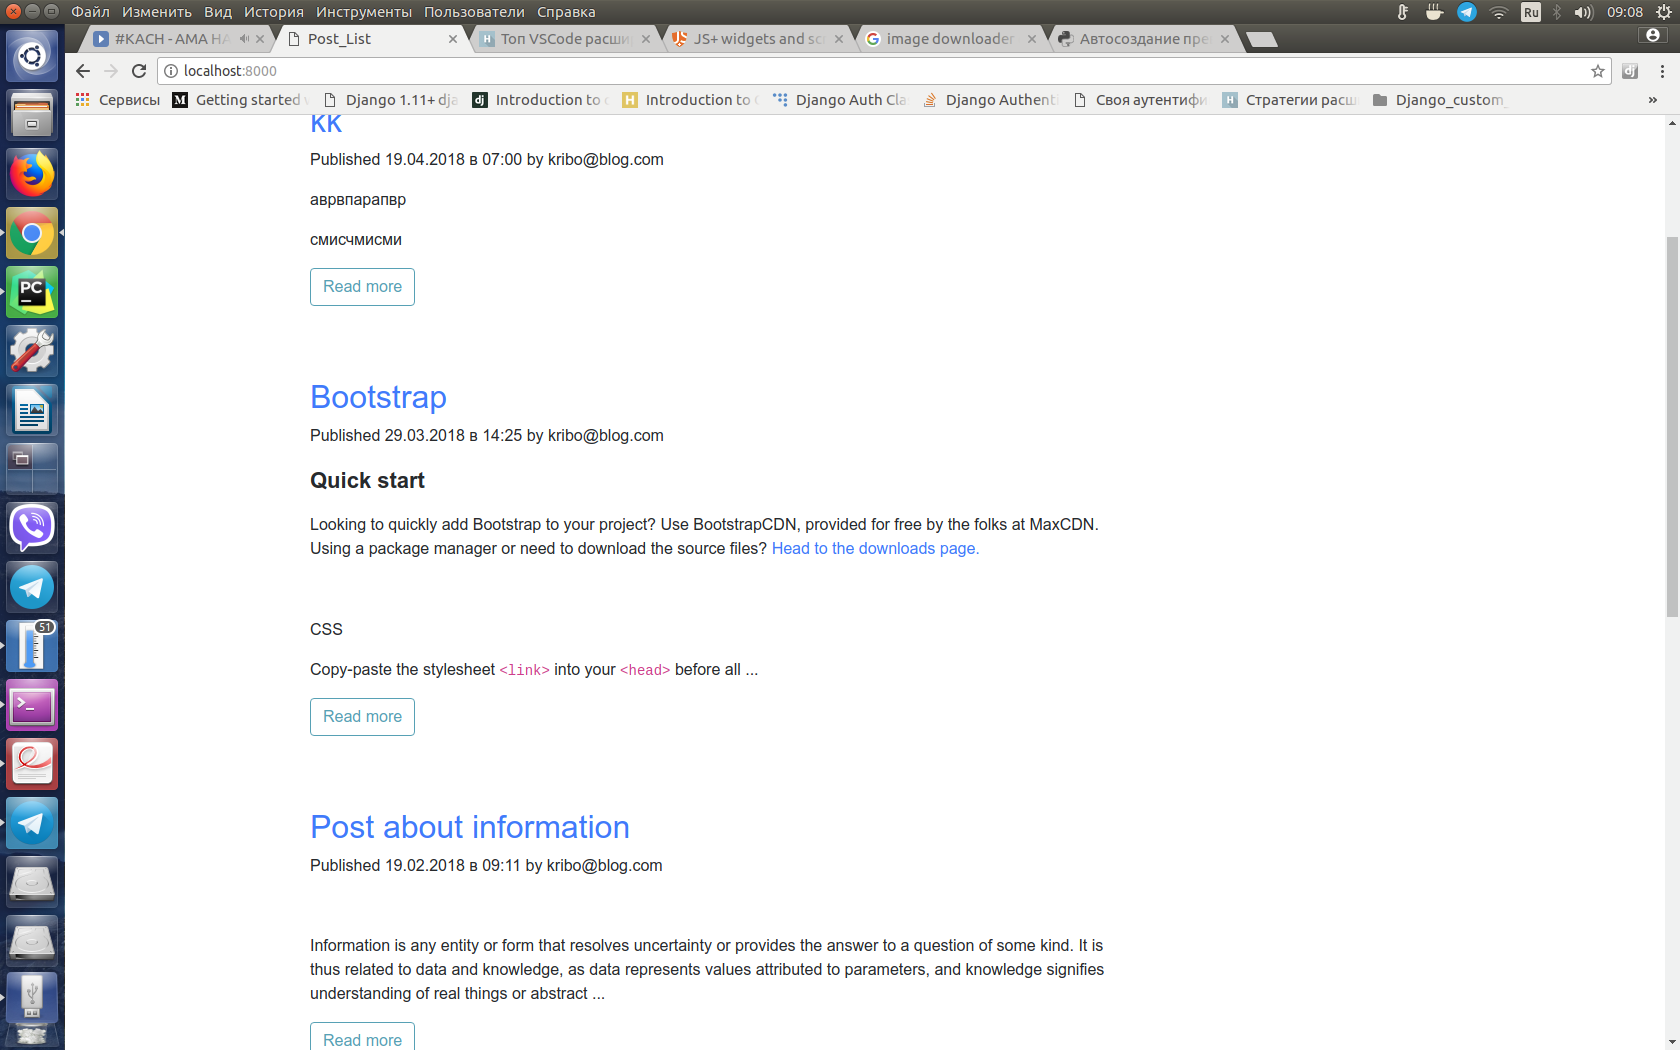 Файл Изменить Вид История Инструменты Пользователи Справка Ru 09:08
#KACH - AMA НА Post_List Топ VSCode расши JS+ widgets and sc image downloader Автосоздание пре
localhost:8000 dj
Сервисы Getting started Django 1.11+ dja Introduction to Introduction to Django Auth Cla Django Authent Своя аутентифи Стратегии расш Django_custom_ »
KK
Published 19.04.2018 в 07:00 by kribo@blog.com
аврвпарапвр
смисчмисми
Read more
Bootstrap
Published 29.03.2018 в 14:25 by kribo@blog.com
Quick start
Looking to quickly add Bootstrap to your project? Use BootstrapCDN, provided for free by the folks at MaxCDN.
Using a package manager or need to download the source files? Head to the downloads page.
CSS
Copy-paste the stylesheet <link> into your <head> before all ...
Read more
Post about information
Published 19.02.2018 в 09:11 by kribo@blog.com
Information is any entity or form that resolves uncertainty or provides the answer to a question of some kind. It is
thus related to data and knowledge, as data represents values attributed to parameters, and knowledge signifies
understanding of real things or abstract ...
Read more
PC
51